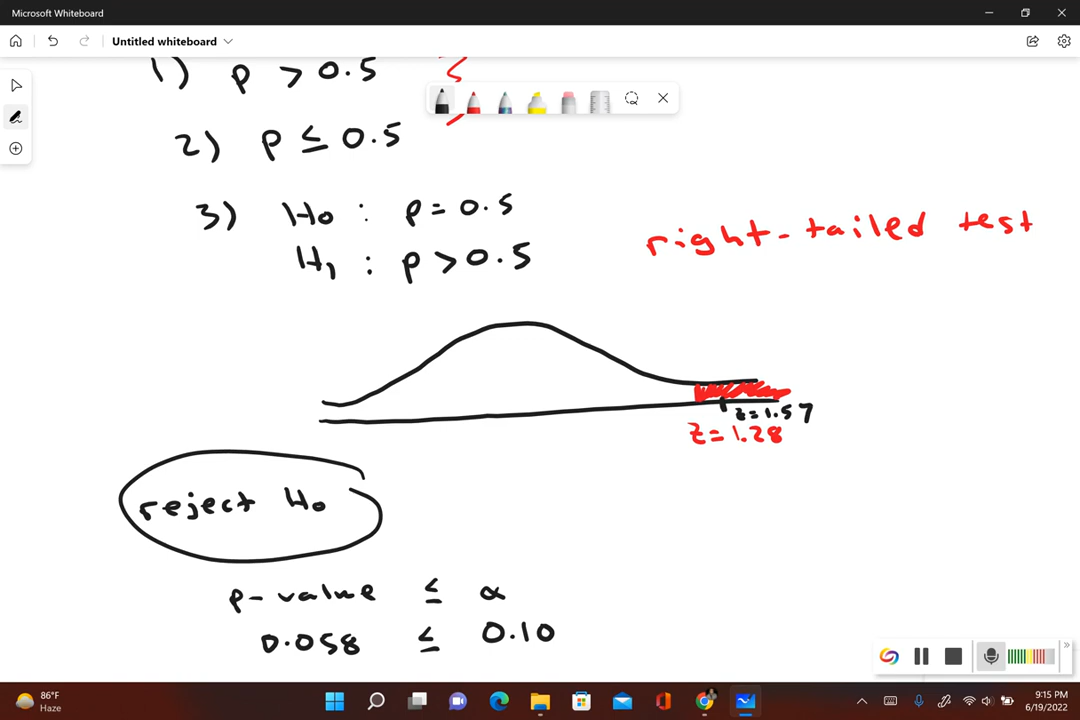 Microsoft Whiteboard
Untitled whiteboard
1) p > 0.5
2) p ≤ 0.5
3) H₀ : p = 0.5
H₁ : p > 0.5
right-tailed test
z = 1.57
z = 1.28
reject H₀
p-value ≤ α
0.058 ≤ 0.10
86°F
Haze
9:15 PM
6/19/2022